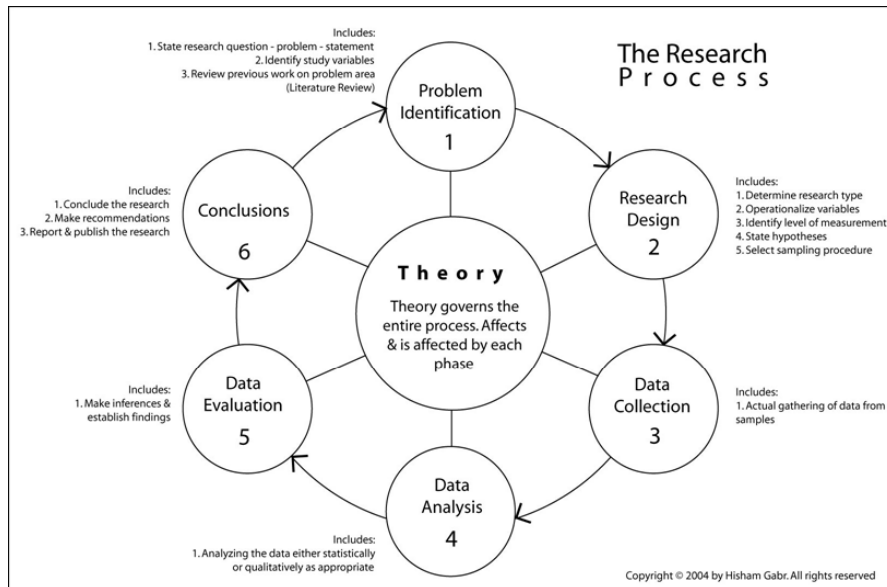 The Research
Process
Includes:
1. State research question - problem - statement
2. Identify study variables
3. Review previous work on problem area
(Literature Review)
Problem
Identification
1
Includes:
1. Determine research type
2. Operationalize variables
3. Identify level of measurement
4. State hypotheses
5. Select sampling procedure
Research
Design
2
Includes:
1. Actual gathering of data from
samples
Data
Collection
3
Includes:
1. Analyzing the data either statistically
or qualitatively as appropriate
Data
Analysis
4
Includes:
1. Make inferences &
establish findings
Data
Evaluation
5
Includes:
1. Conclude the research
2. Make recommendations
3. Report & publish the research
Conclusions
6
Theory
Theory governs the
entire process. Affects
& is affected by each
phase
Copyright © 2004 by Hisham Gabr. All rights reserved